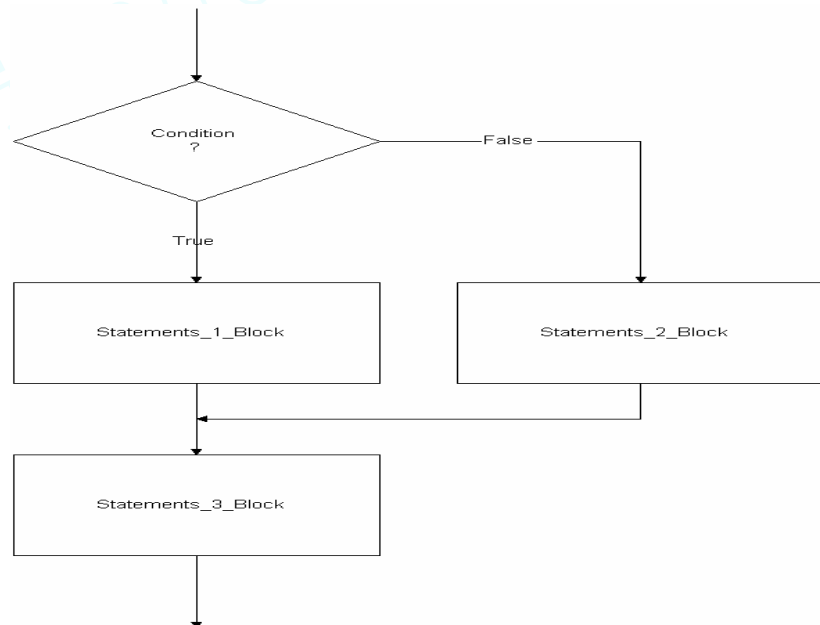 Condition
?
False
True
Statements_1_Block
Statements_2_Block
Statements_3_Block